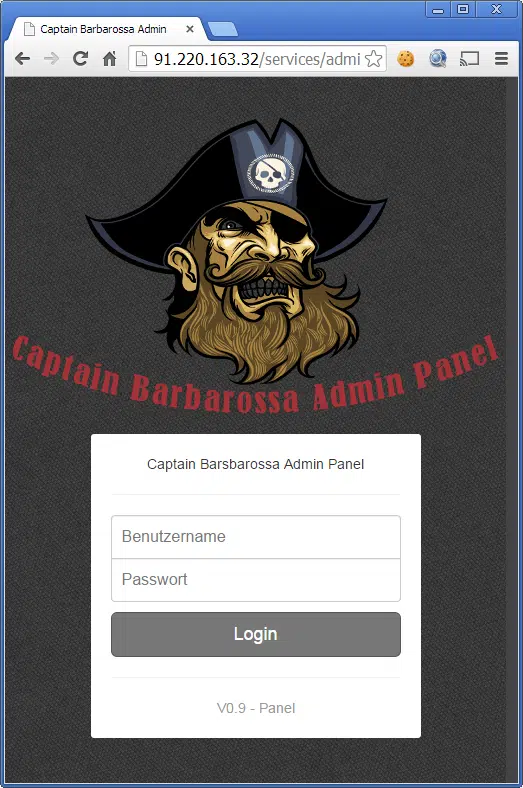 Captain Barbarossa Admin
91.220.163.32/services/admi
Captain Barbarossa Admin Panel
Captain Barsbarossa Admin Panel
Benutzername
Passwort
Login
V0.9 - Panel